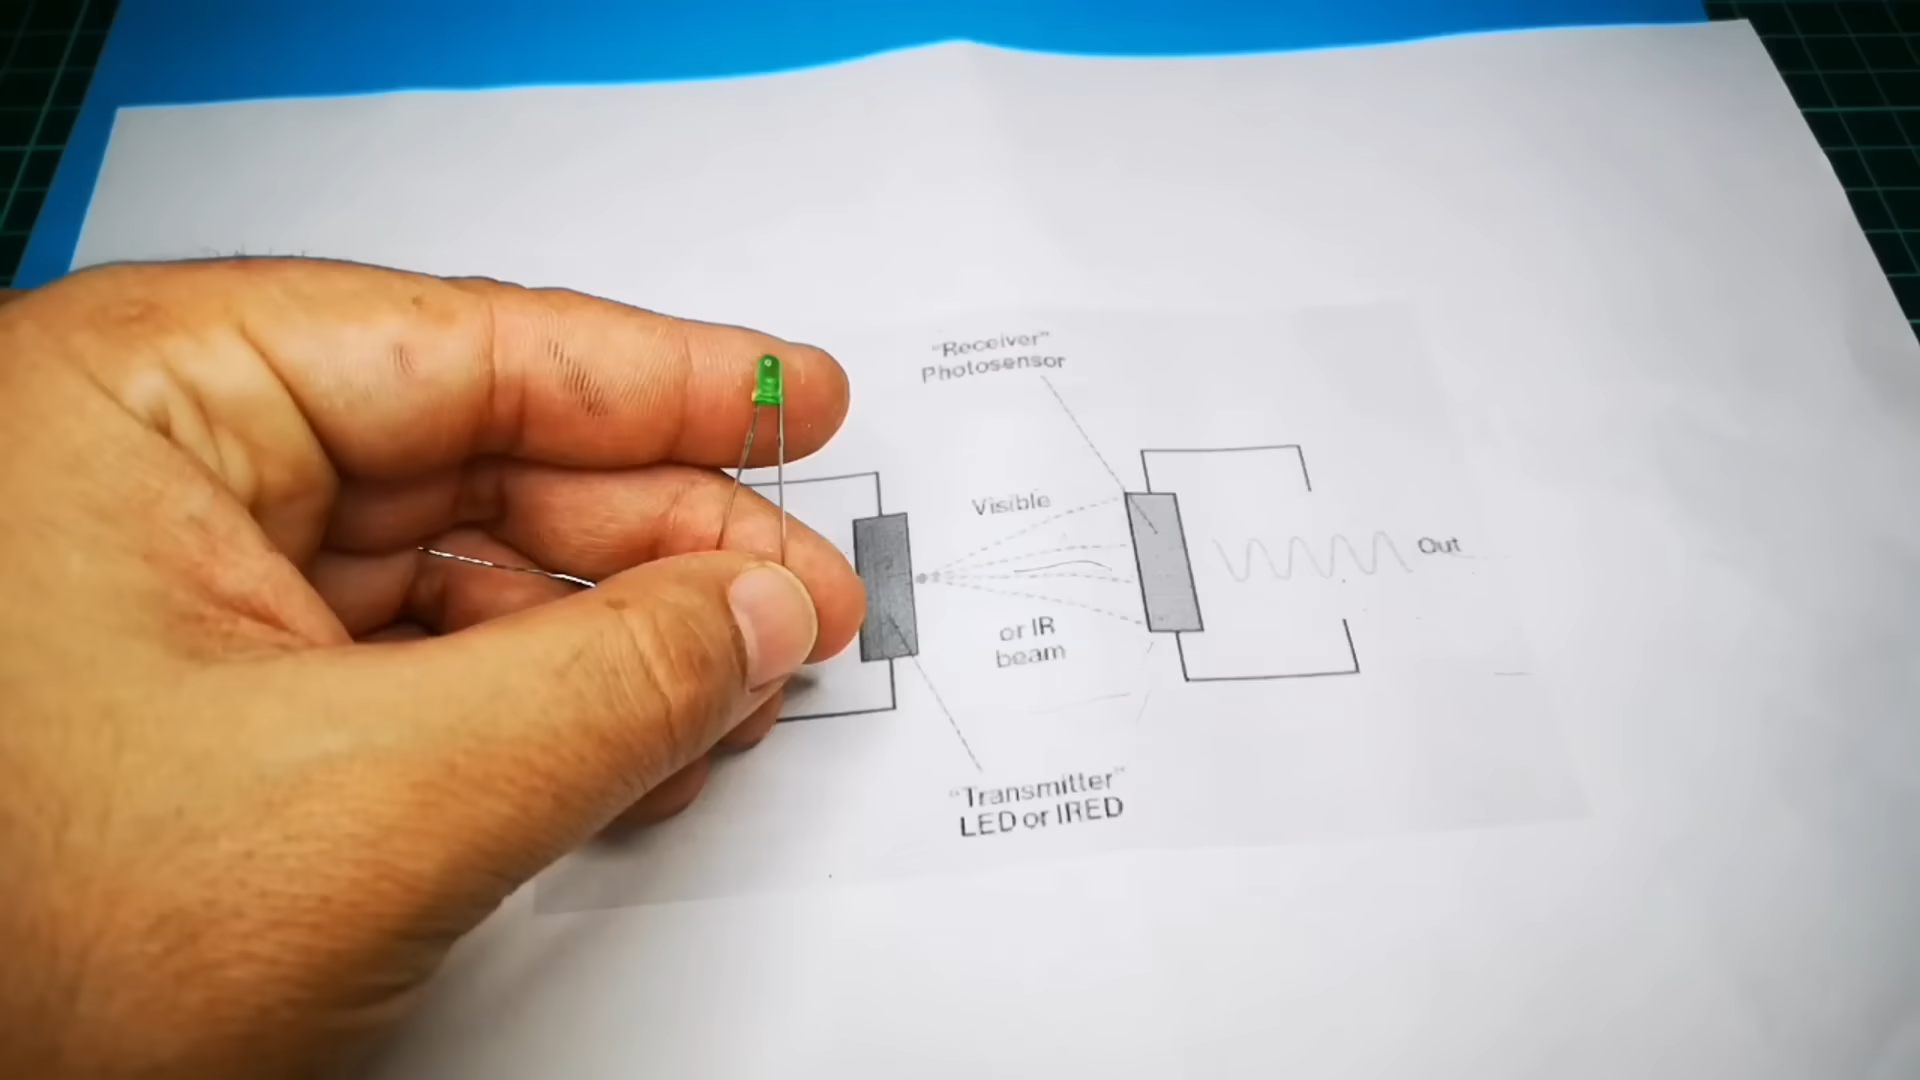 "Receiver"
Photosensor
Visible
Out
or IR
beam
"Transmitter"
LED or IRED